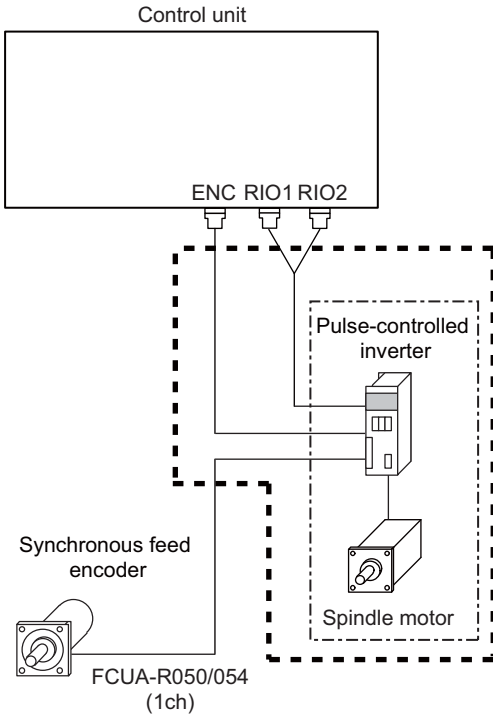 Control unit
ENC RIO1 RIO2
Pulse-controlled
inverter
Synchronous feed
encoder
Spindle motor
FCUA-R050/054
(1ch)